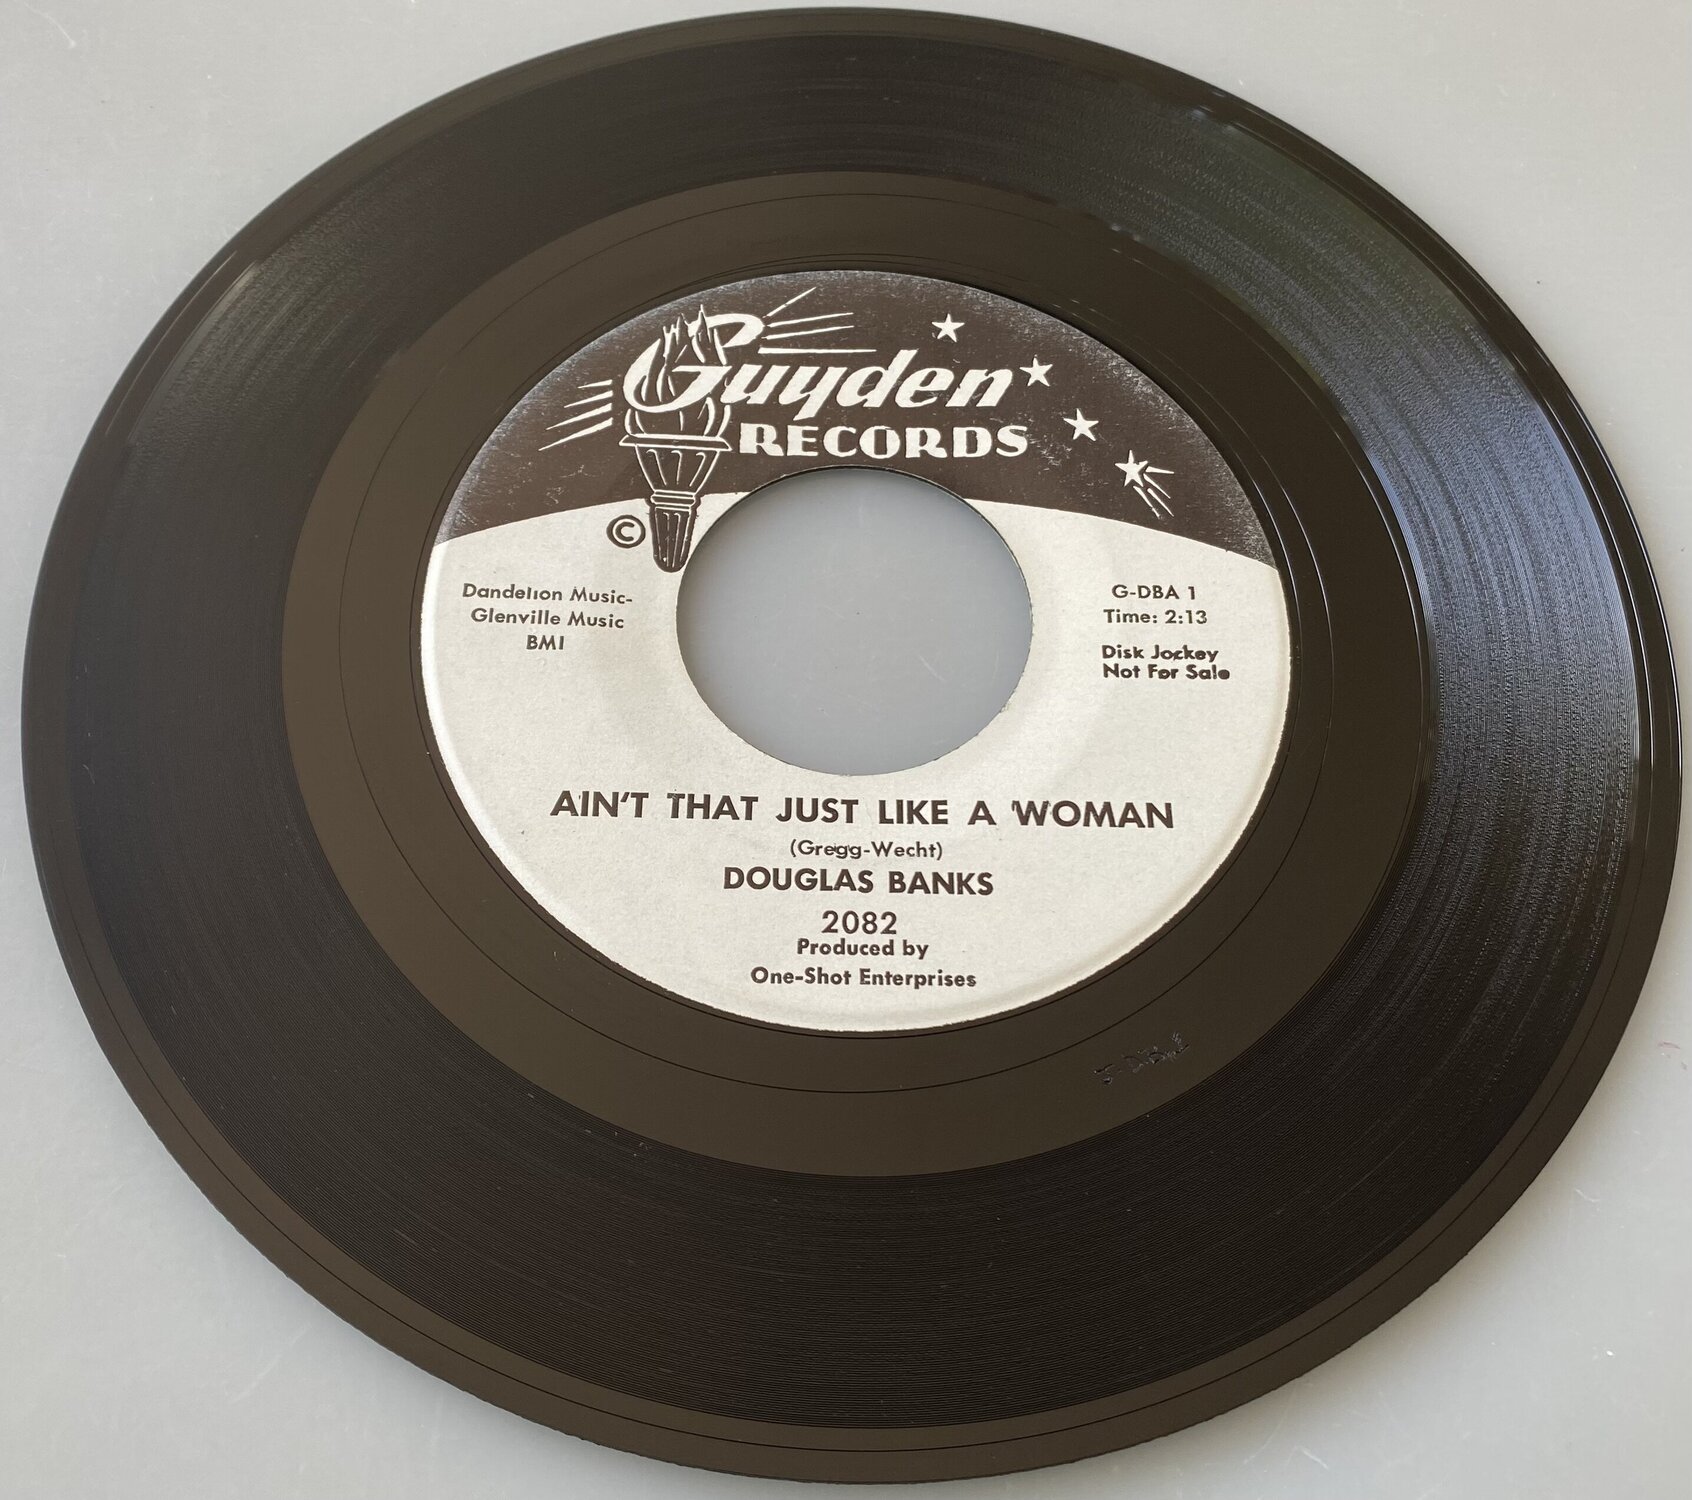 Guyden
RECORDS
©
Dandelion Music-
Glenville Music
BMI
G-DBA 1
Time: 2:13
Disk Jockey
Not For Sale
AIN'T THAT JUST LIKE A WOMAN
(Gregg-Wecht)
DOUGLAS BANKS
2082
Produced by
One-Shot Enterprises